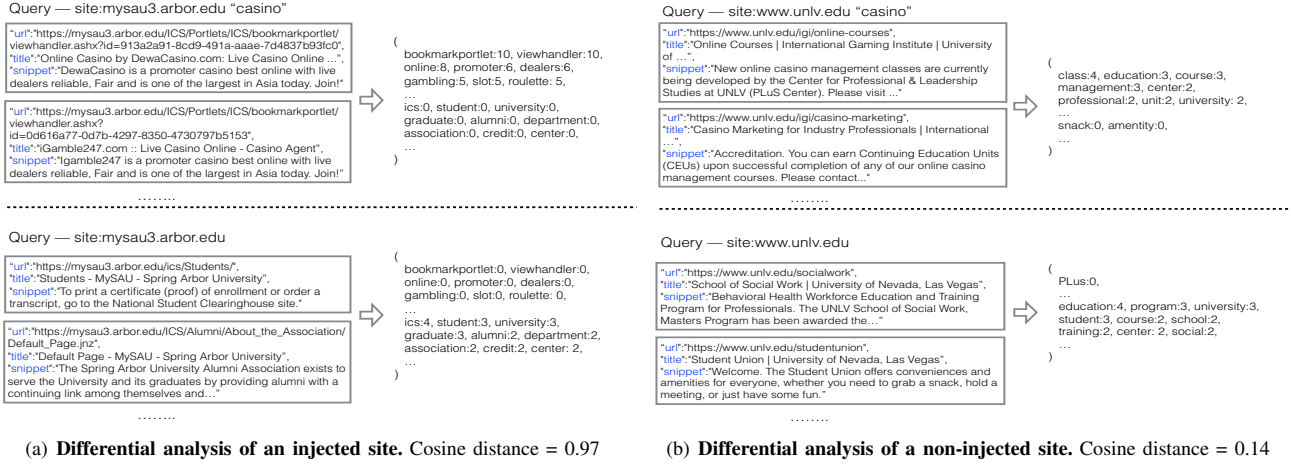 Query — site:mysau3.arbor.edu “casino”
“url":"https://mysau3.arbor.edu/ICS/Portlets/ICS/bookmarkportlet/
viewhandler.ashx?id=913a2a91-8cd9-491a-aaae-7d4837b93fc0”,
"title":"Online Casino by DewaCasino.com: Live Casino Online ...”,
"snippet":"DewaCasino is a promoter casino best online with live
dealers reliable, Fair and is one of the largest in Asia today. Join!"
"url":"https://mysau3.arbor.edu/ICS/Portlets/ICS/bookmarkportlet/
viewhandler.ashx?
id=0d616a77-0d7b-4297-8350-4730797b5153”,
"title":"iGamble247.com :: Live Casino Online - Casino Agent”,
"snippet":"Igamble247 is a promoter casino best online with live
dealers reliable, Fair and is one of the largest in Asia today. Join!"
........
(
bookmarkportlet:10, viewhandler:10,
online:8, promoter:6, dealers:6,
gambling:5, slot:5, roulette: 5,
…
ics:0, student:0, university:0,
graduate:0, alumni:0, department:0,
association:0, credit:0, center:0,
…
)
Query — site:mysau3.arbor.edu
"url":"https://mysau3.arbor.edu/ics/Students/”,
"title":"Students - MySAU - Spring Arbor University”,
"snippet":"To print a certificate (proof) of enrollment or order a
transcript, go to the National Student Clearinghouse site."
"url":"https://mysau3.arbor.edu/ICS/Alumni/About_the_Association/
Default_Page.jnz”,
"title":"Default Page - MySAU - Spring Arbor University”,
"snippet":"The Spring Arbor University Alumni Association exists to
serve the University and its graduates by providing alumni with a
continuing link among themselves and…”
........
(
bookmarkportlet:0, viewhandler:0,
online:0, promoter:0, dealers:0,
gambling:0, slot:0, roulette: 0,
…
ics:4, student:3, university:3,
graduate:3, alumni:2, department:2,
association:2, credit:2, center: 2,
…
)
(a) Differential analysis of an injected site. Cosine distance = 0.97
Query — site:www.unlv.edu “casino”
"url":"https://www.unlv.edu/igi/online-courses”,
"title":"Online Courses | International Gaming Institute | University
of …”,
"snippet":"New online casino management classes are currently
being developed by the Center for Professional & Leadership
Studies at UNLV (PLuS Center). Please visit ..."
"url":"https://www.unlv.edu/igi/casino-marketing”,
"title":"Casino Marketing for Industry Professionals | International
…”,
"snippet":"Accreditation. You can earn Continuing Education Units
(CEUs) upon successful completion of any of our online casino
management courses. Please contact..."
........
(
class:4, education:3, course:3,
management:3, center:2,
professional:2, unit:2, university: 2,
…
snack:0, amentity:0,
…
)
Query — site:www.unlv.edu
"url":"https://www.unlv.edu/socialwork”,
"title":"School of Social Work | University of Nevada, Las Vegas”,
"snippet":"Behavioral Health Workforce Education and Training
Program for Professionals. The UNLV School of Social Work,
Masters Program has been awarded the…”
"url":"https://www.unlv.edu/studentunion”,
"title":"Student Union | University of Nevada, Las Vegas”,
"snippet":"Welcome. The Student Union offers conveniences and
amenities for everyone, whether you need to grab a snack, hold a
meeting, or just have some fun."
........
(
PLus:0,
…
education:4, program:3, university:3,
student:3, course:2, school:2,
training:2, center: 2, social:2,
…
)
(b) Differential analysis of a non-injected site. Cosine distance = 0.14